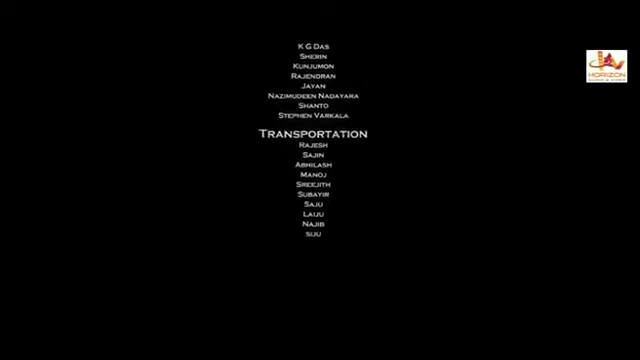 K G Das
Sherin
Kunjumon
Rajendran
Jayan
Nazimudeen Nadayara
Shanto
Stephen Varkala
Transportation
Rajesh
Sajin
Abhilash
Manoj
Sreejith
Subayir
Saju
Laiju
Najib
siju
HORIZON